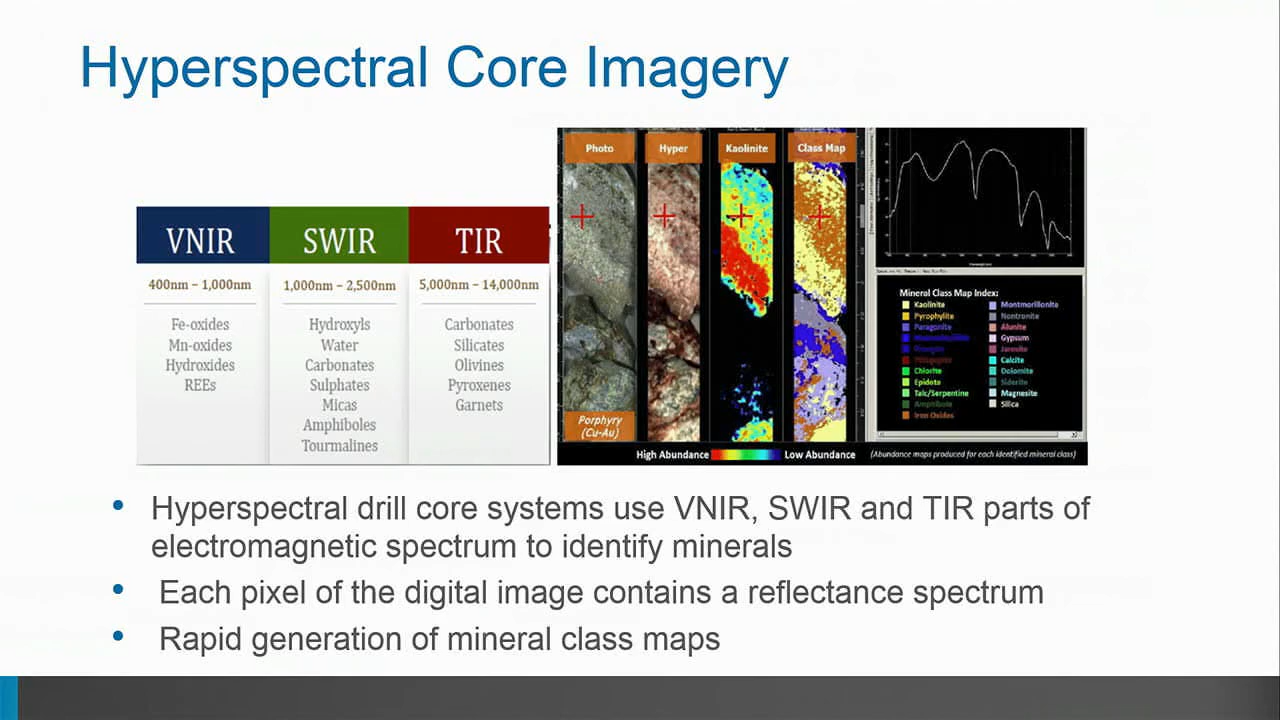 Hyperspectral Core Imagery
VNIR
400nm – 1,000nm
Fe-oxides
Mn-oxides
Hydroxides
REEs
SWIR
1,000nm – 2,500nm
Hydroxyls
Water
Carbonates
Sulphates
Micas
Amphiboles
Tourmalines
TIR
5,000nm – 14,000nm
Carbonates
Silicates
Olivines
Pyroxenes
Garnets
Photo
Hyper
Kaolinite
Class Map
Porphyry
(Cu-Au)
High Abundance
Low Abundance
Mineral Class Map Index:
Kaolinite
Pyrophylite
Paragonite
Chlorite
Epidote
Talc/Serpentine
Amphibole
Iron Oxides
Montmorillonite
Nontronite
Alunite
Gypsum
Jarosite
Calcite
Dolomite
Siderite
Magnesite
Silica
(Abundance maps produced for each identified mineral class)
• Hyperspectral drill core systems use VNIR, SWIR and TIR parts of
electromagnetic spectrum to identify minerals
• Each pixel of the digital image contains a reflectance spectrum
• Rapid generation of mineral class maps